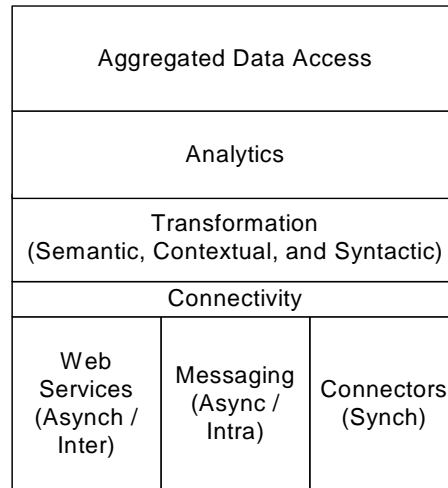 Aggregated Data Access
Analytics
Transformation
(Semantic, Contextual, and Syntactic)
Connectivity
Web
Services
(Asynch /
Inter)
Messaging
(Async /
Intra)
Connectors
(Synch)